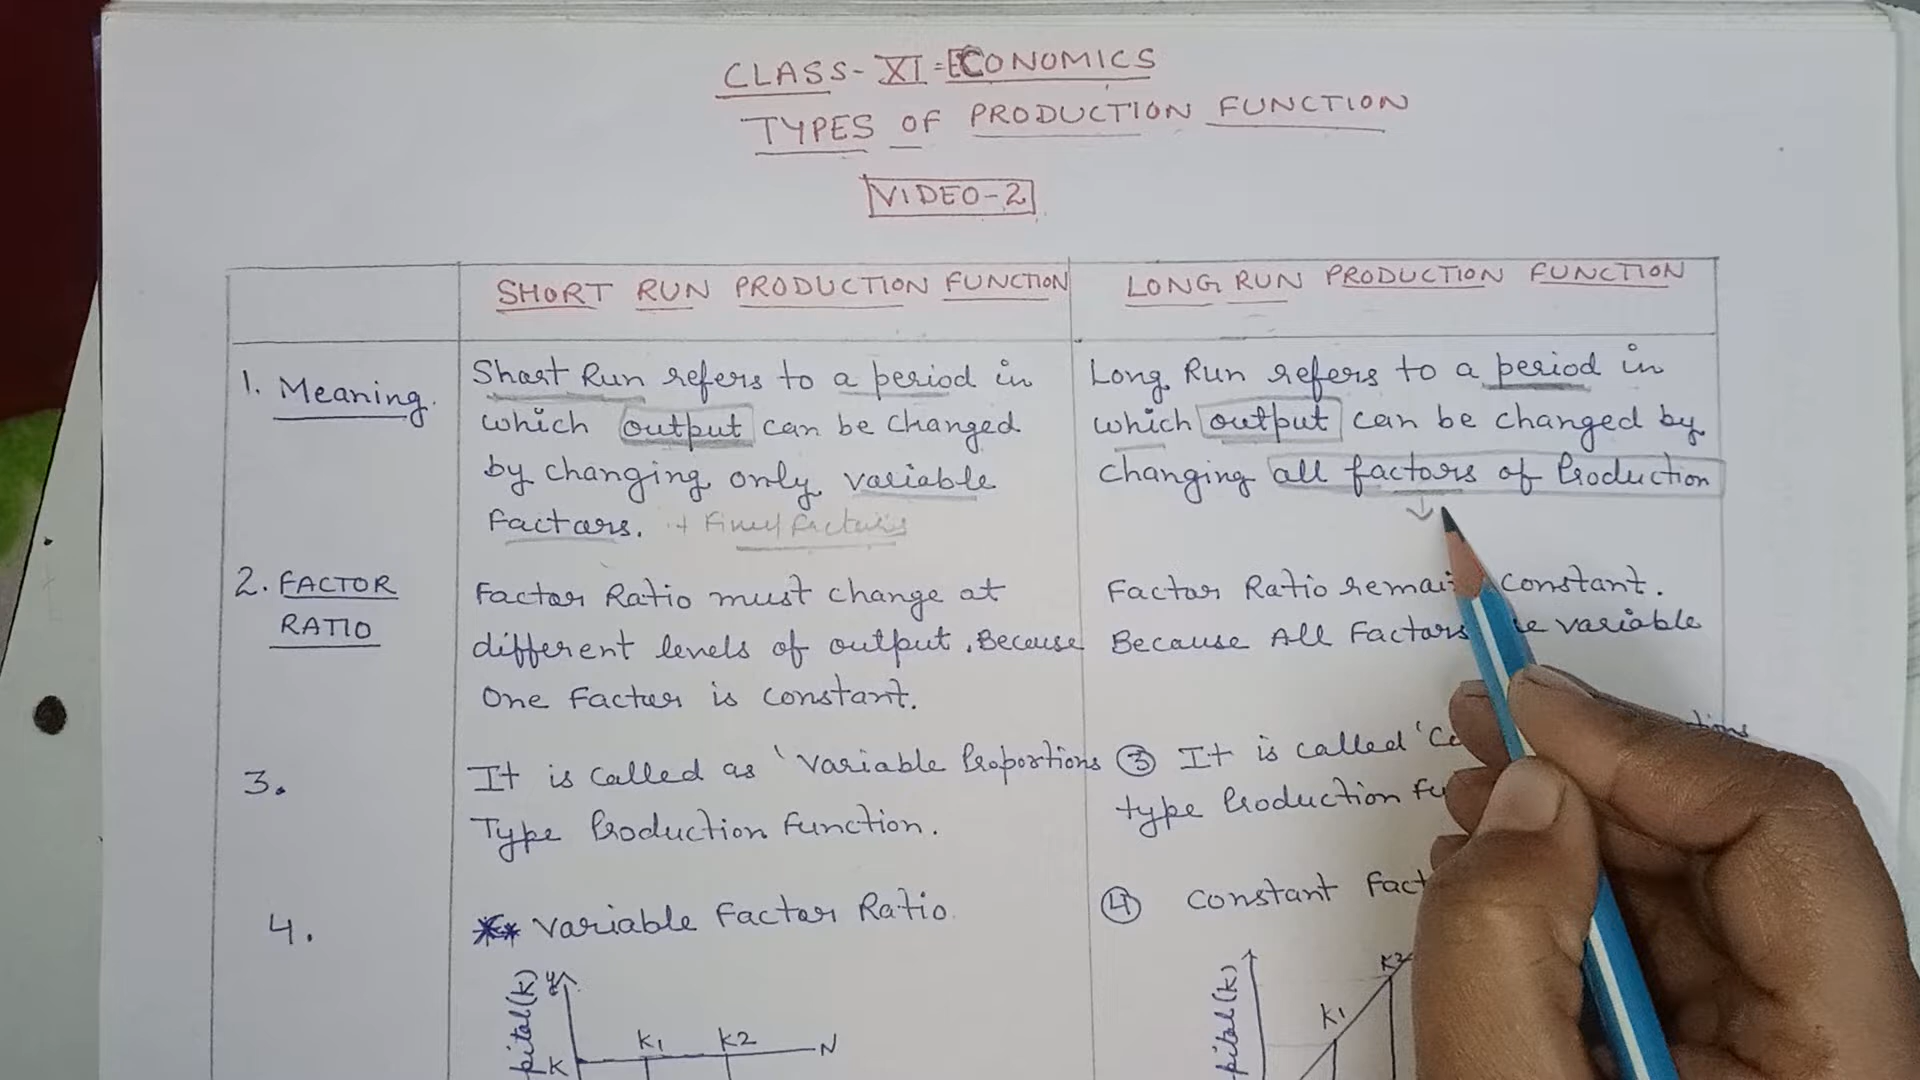 CLASS-XI=ECONOMICS
TYPES OF PRODUCTION FUNCTION
VIDEO-2
SHORT RUN PRODUCTION FUNCTION
LONG RUN PRODUCTION FUNCTION
1. Meaning.
Short Run refers to a period in
which output can be changed
by changing only variable
Factors. +
factors
Long Run refers to a period in
which output can be changed by
changing all factors of Production
2. FACTOR
RATIO
Factor Ratio must change at
different levels of output. Because
One Factor is constant.
Factor Ratio remai constant.
Because All Factors variable
3.
It is called as 'Variable Proportions
Type Production Function.
③ It is called
type Production
4.
** Variable Factor Ratio.
④ Constant
pital(K)
y
K
K1
K2
N
pital(K)
K1
K2